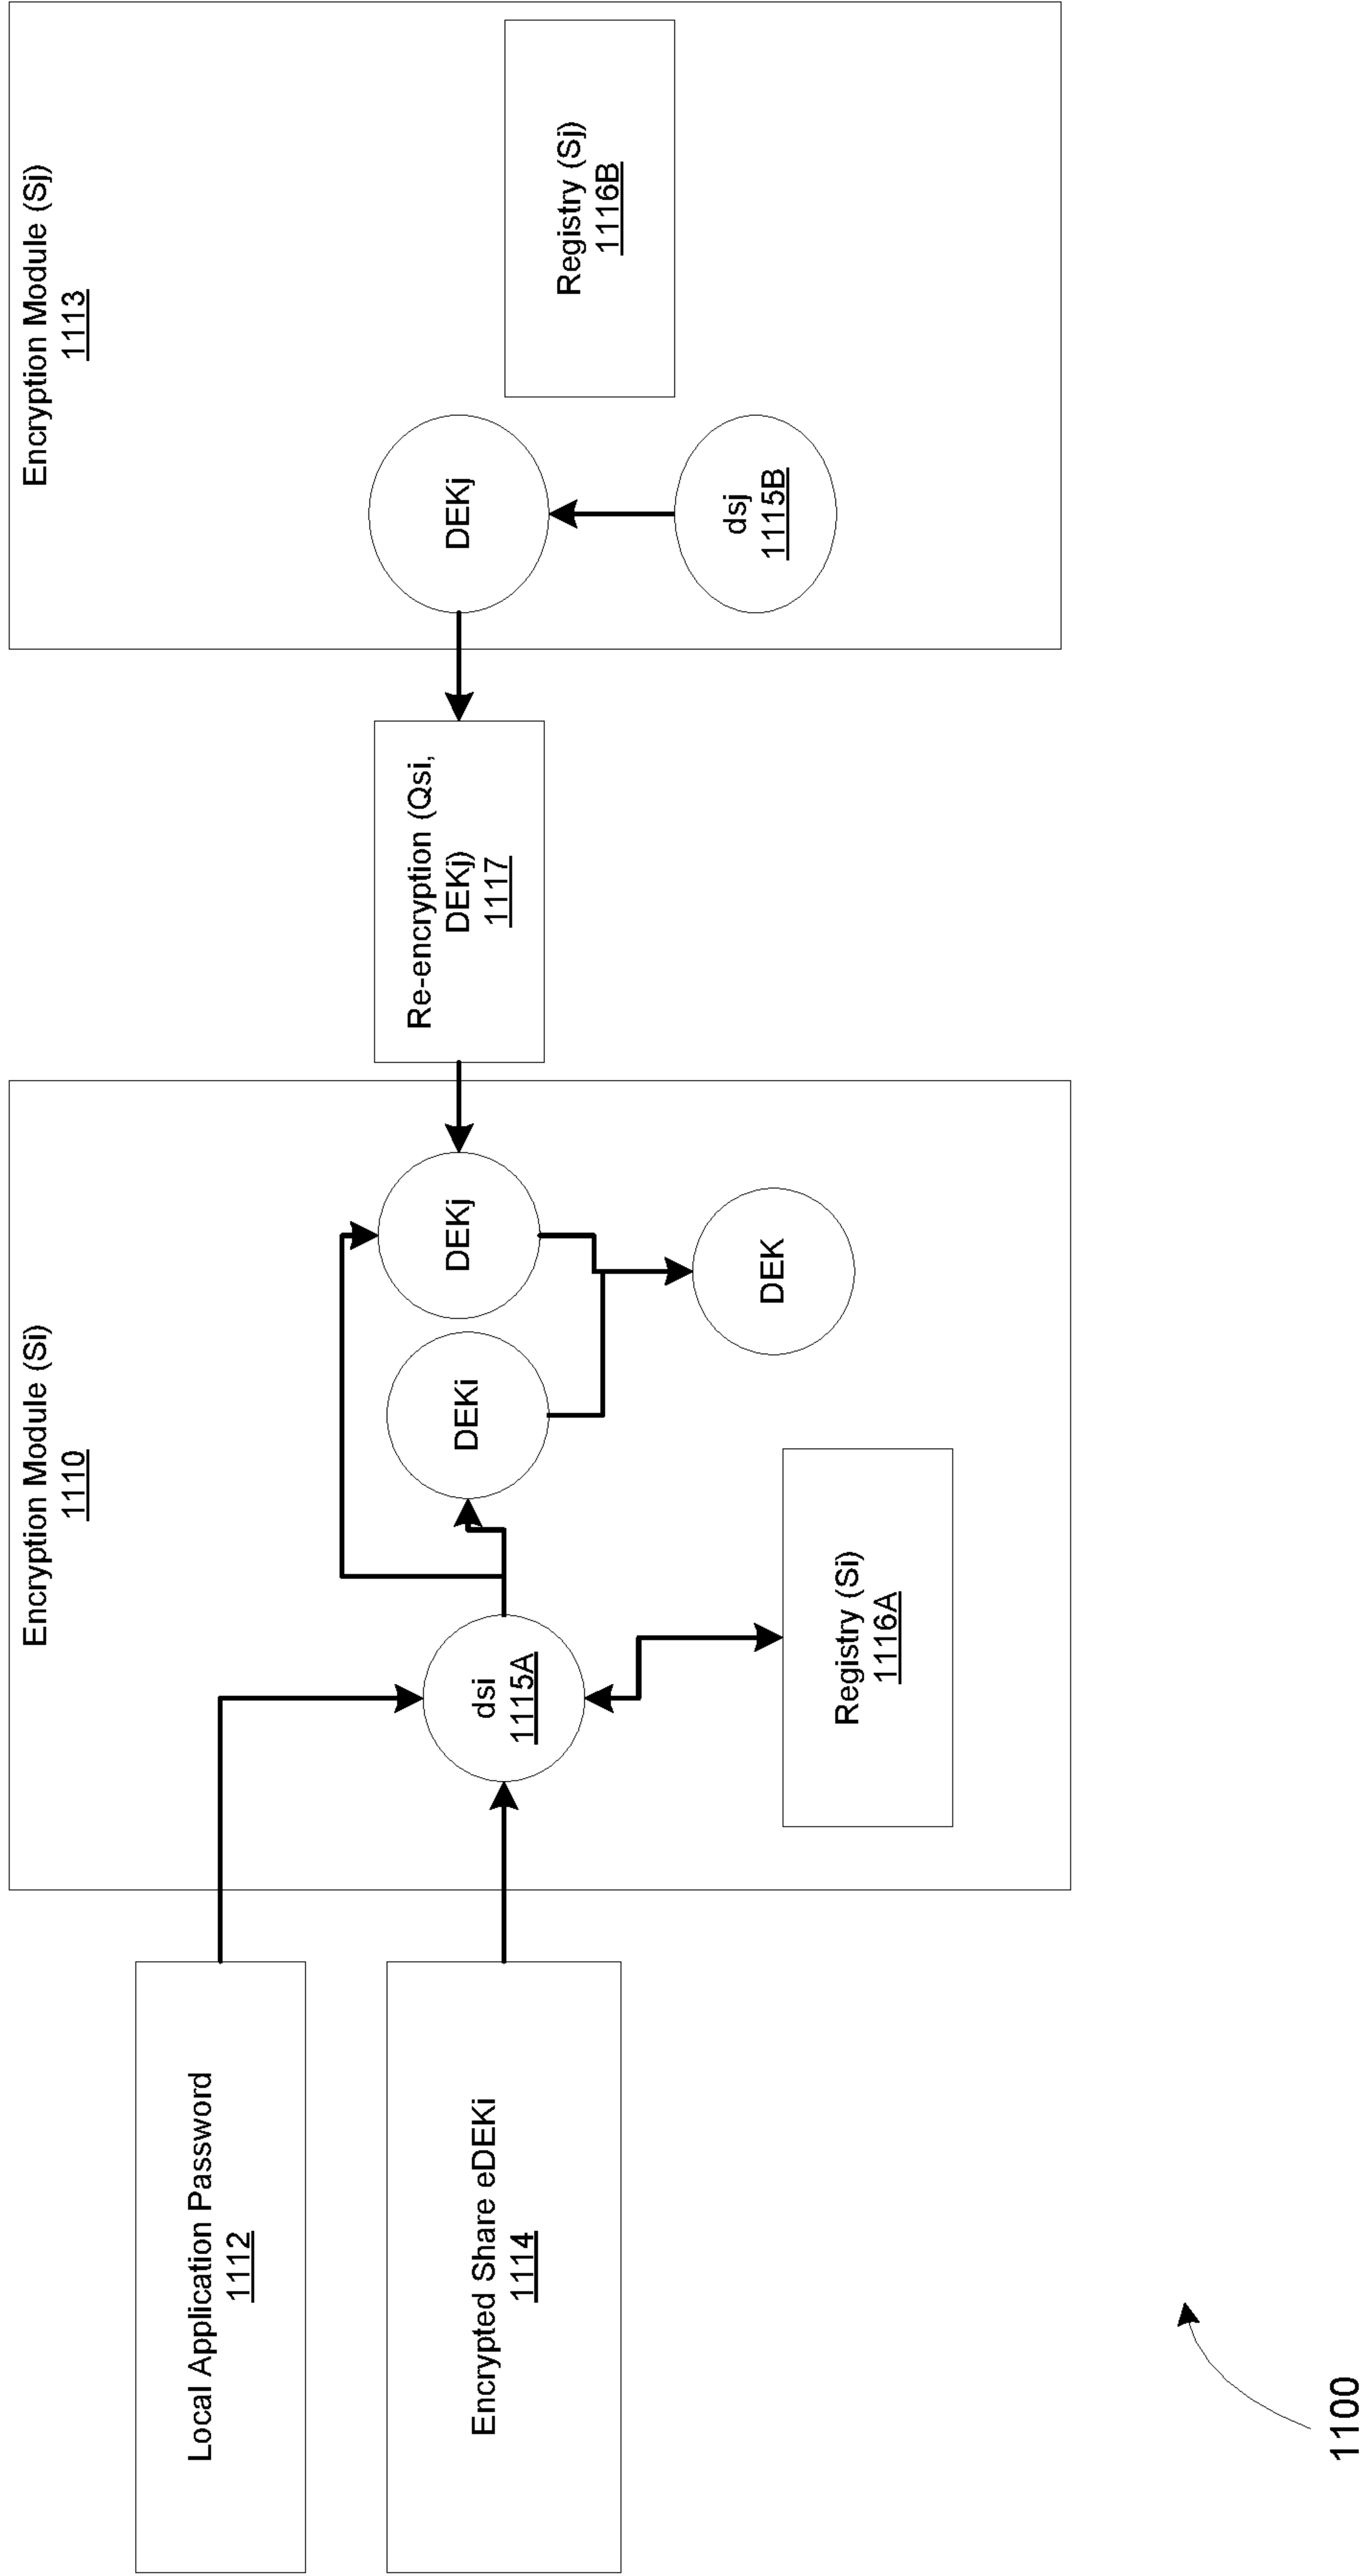 Local Application Password
1112
Encrypted Share eDEKi
1114
Encryption Module (Si)
1110
dsi
1115A
DEKi
DEKj
DEK
Registry (Si)
1116A
Re-encryption (Qsi,
DEKj)
1117
Encryption Module (Sj)
1113
DEKj
dsj
1115B
Registry (Sj)
1116B
1100